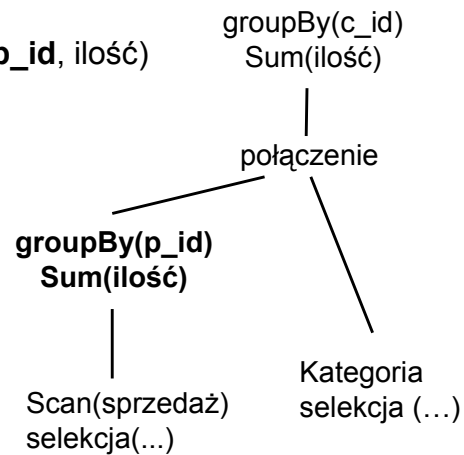 p_id, ilość)
groupBy(c_id)
Sum(ilość)
połączenie
groupBy(p_id)
Sum(ilość)
Scan(sprzedaż)
selekcja(...)
Kategoria
selekcja (…)